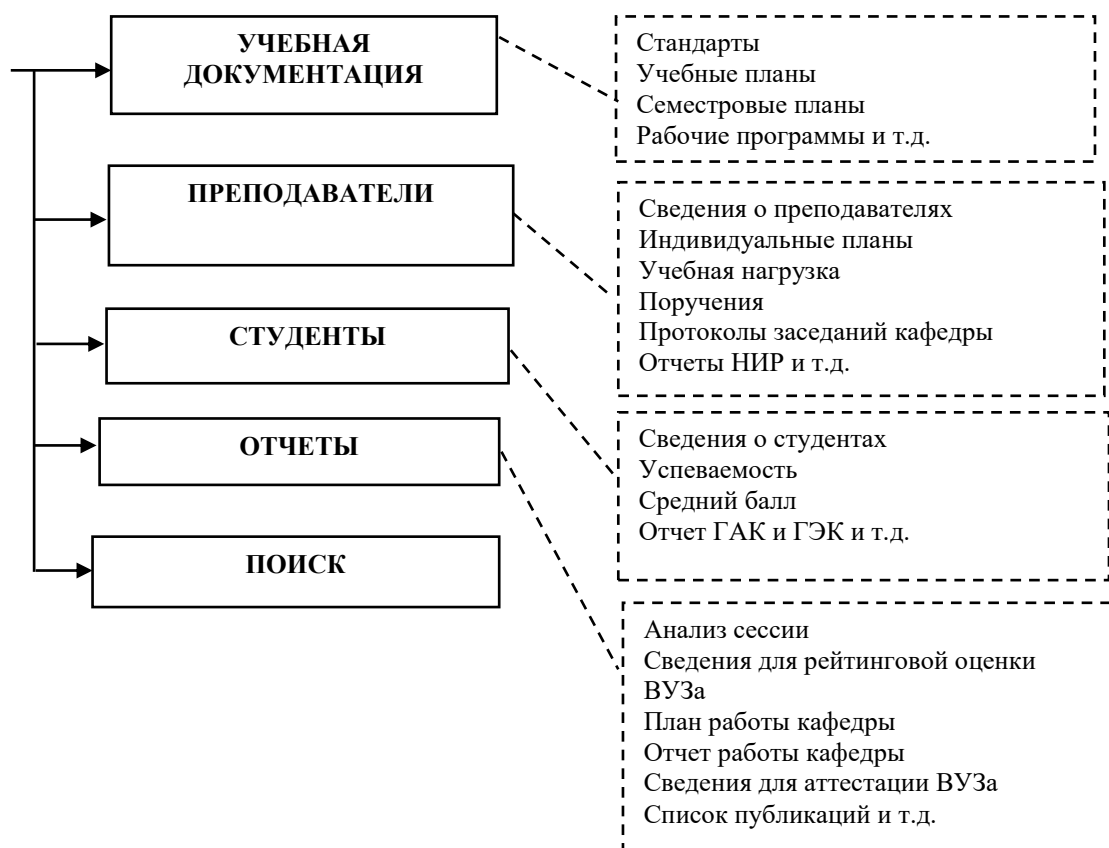 УЧЕБНАЯ
ДОКУМЕНТАЦИЯ
Стандарты
Учебные планы
Семестровые планы
Рабочие программы и т.д.
ПРЕПОДАВАТЕЛИ
Сведения о преподавателях
Индивидуальные планы
Учебная нагрузка
Поручения
Протоколы заседаний кафедры
Отчеты НИР и т.д.
СТУДЕНТЫ
Сведения о студентах
Успеваемость
Средний балл
Отчет ГАК и ГЭК и т.д.
ОТЧЕТЫ
Анализ сессии
Сведения для рейтинговой оценки
ВУЗа
План работы кафедры
Отчет работы кафедры
Сведения для аттестации ВУЗа
Список публикаций и т.д.
ПОИСК